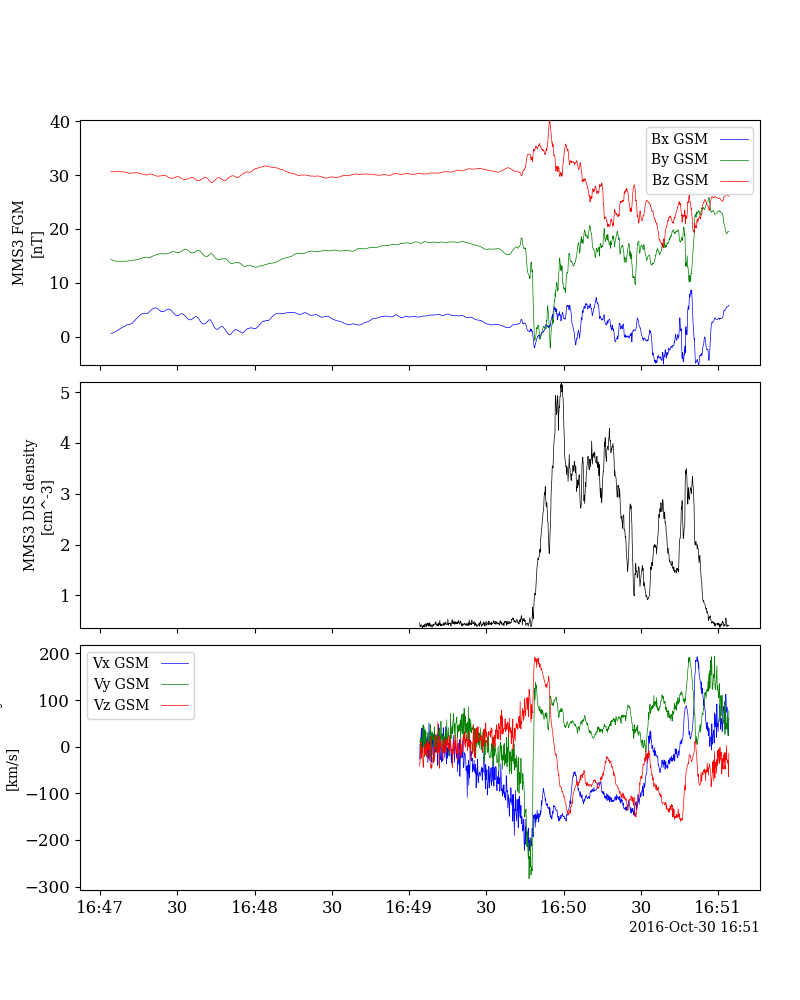 40
30
20
10
0
MMS3 FGM
[nT]
Bx GSM
By GSM
Bz GSM
5
4
3
2
1
MMS3 DIS density
[cm^-3]
200
100
0
−100
−200
−300
[km/s]
Vx GSM
Vy GSM
Vz GSM
16:47
30
16:48
30
16:49
30
16:50
30
16:51
2016-Oct-30 16:51